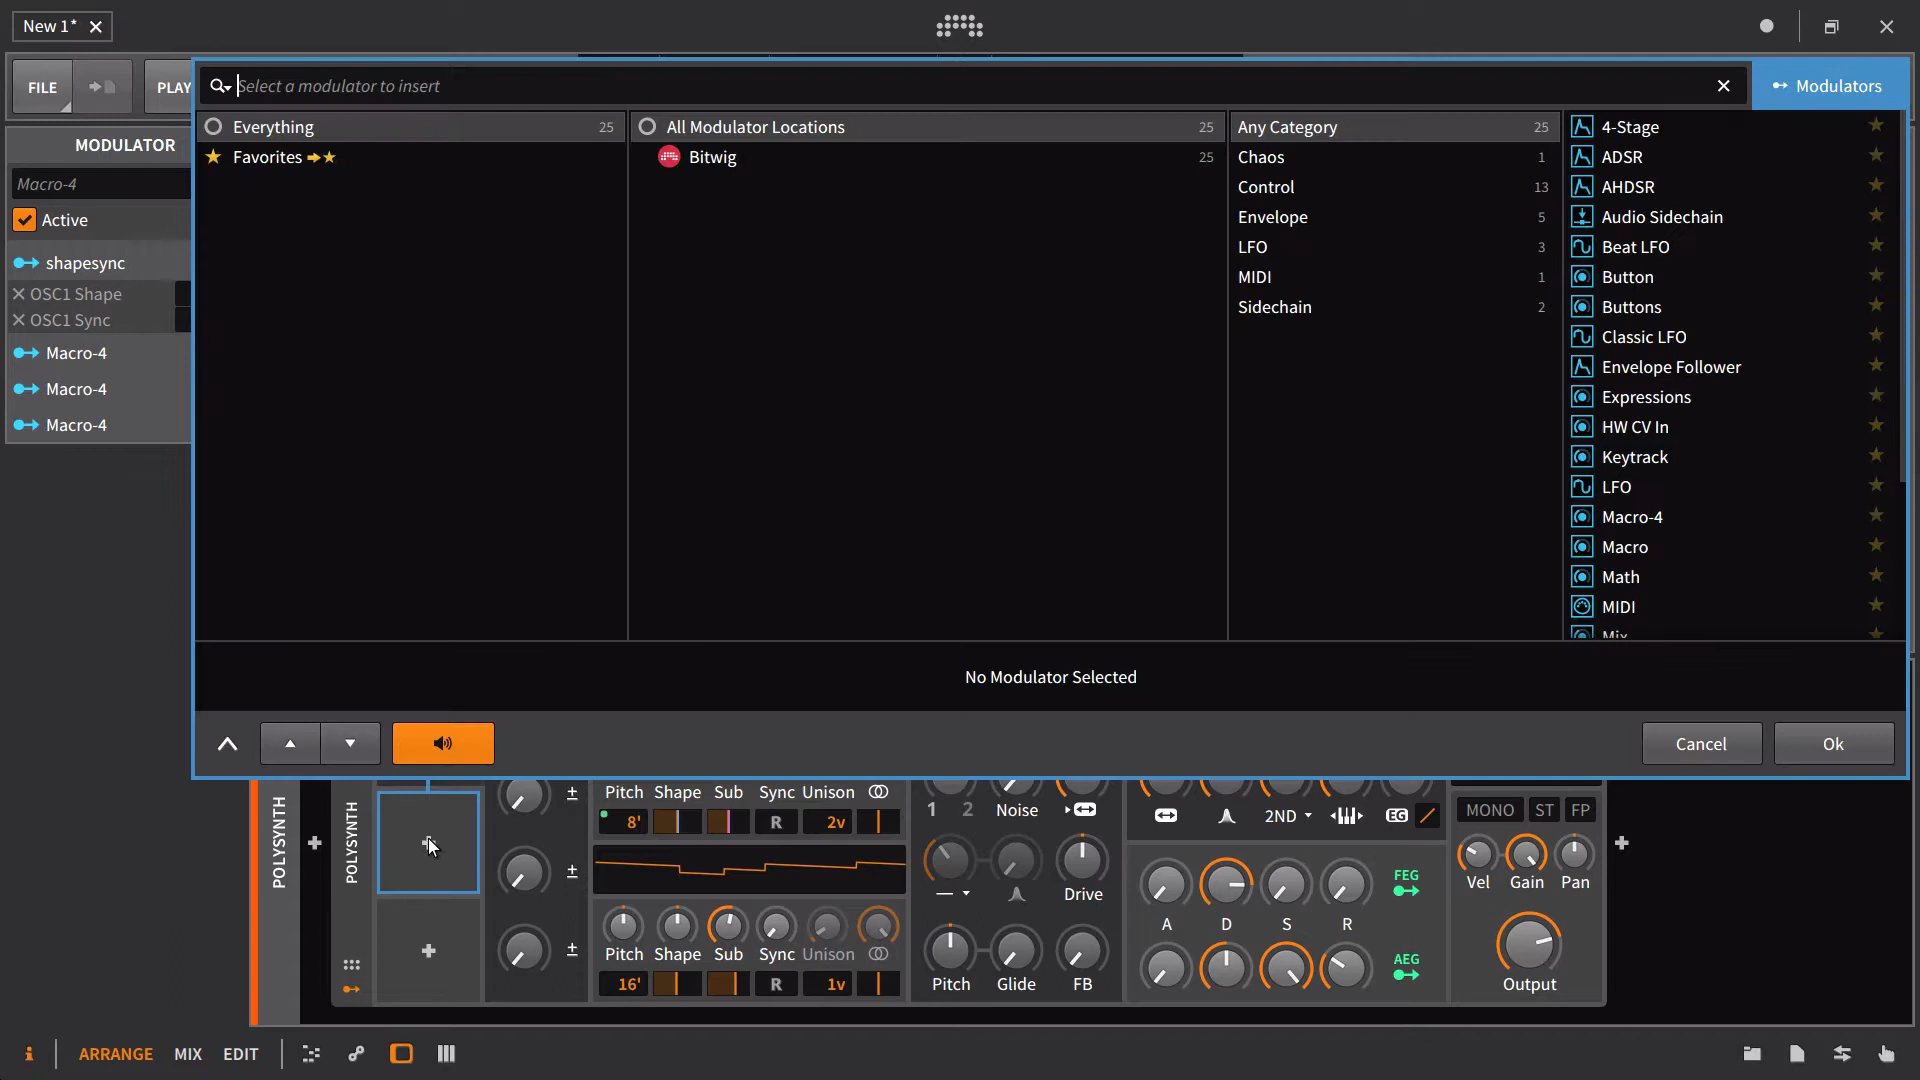 New 1*
FILE
PLAY
Select a modulator to insert
Modulators
MODULATOR
Macro-4
Active
shapesync
OSC1 Shape
OSC1 Sync
Macro-4
Macro-4
Macro-4
Everything 25
Favorites
All Modulator Locations 25
Bitwig 25
Any Category 25
Chaos 1
Control 13
Envelope 5
LFO 3
MIDI 1
Sidechain 2
4-Stage
ADSR
AHDSR
Audio Sidechain
Beat LFO
Button
Buttons
Classic LFO
Envelope Follower
Expressions
HW CV In
Keytrack
LFO
Macro-4
Macro
Math
MIDI
Mix
No Modulator Selected
Cancel
Ok
POLYSYNTH
POLYSYNTH
Pitch Shape Sub Sync Unison
8' R 2v
Pitch Shape Sub Sync Unison
16' R 1v
1 2 Noise
Drive
Pitch Glide FB
2ND EG
A D S R
FEG
AEG
MONO ST FP
Vel Gain Pan
Output
i ARRANGE MIX EDIT